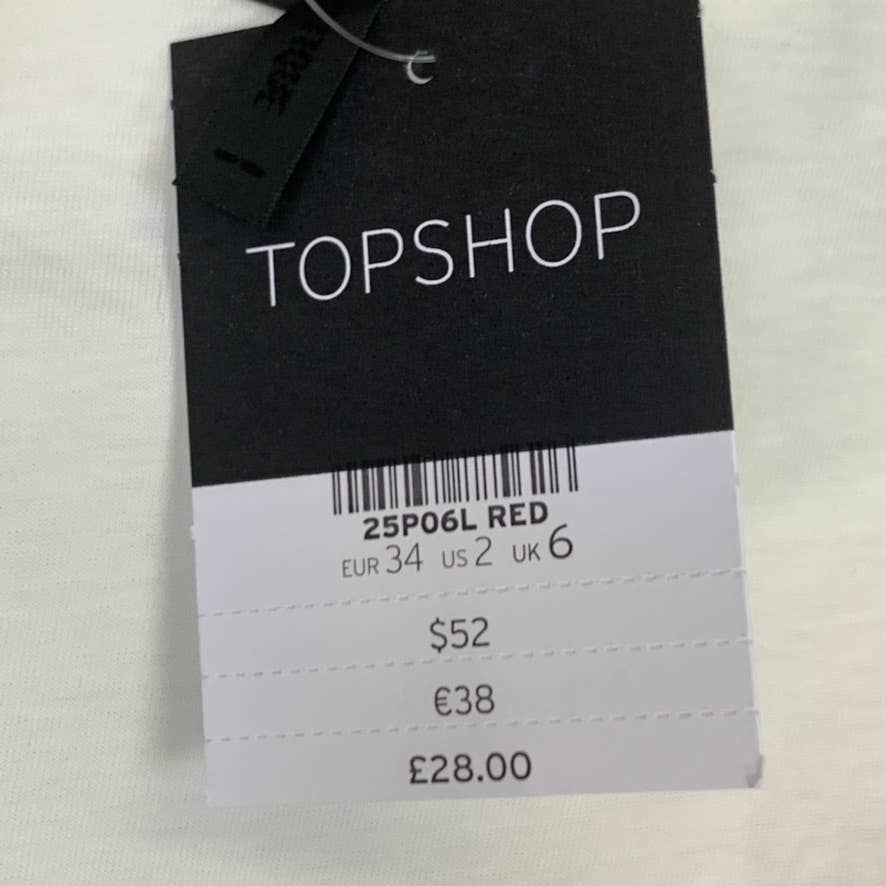 TOPSHOP
25P06L RED
EUR 34 US 2 UK 6
$52
€38
£28.00